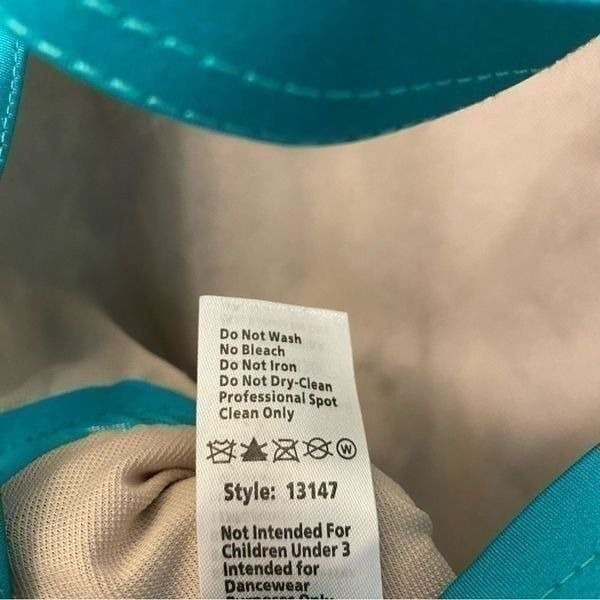 Do Not Wash
No Bleach
Do Not Iron
Do Not Dry-Clean
Professional Spot
Clean Only
W
Style: 13147
Not Intended For
Children Under 3
Intended for
Dancewear